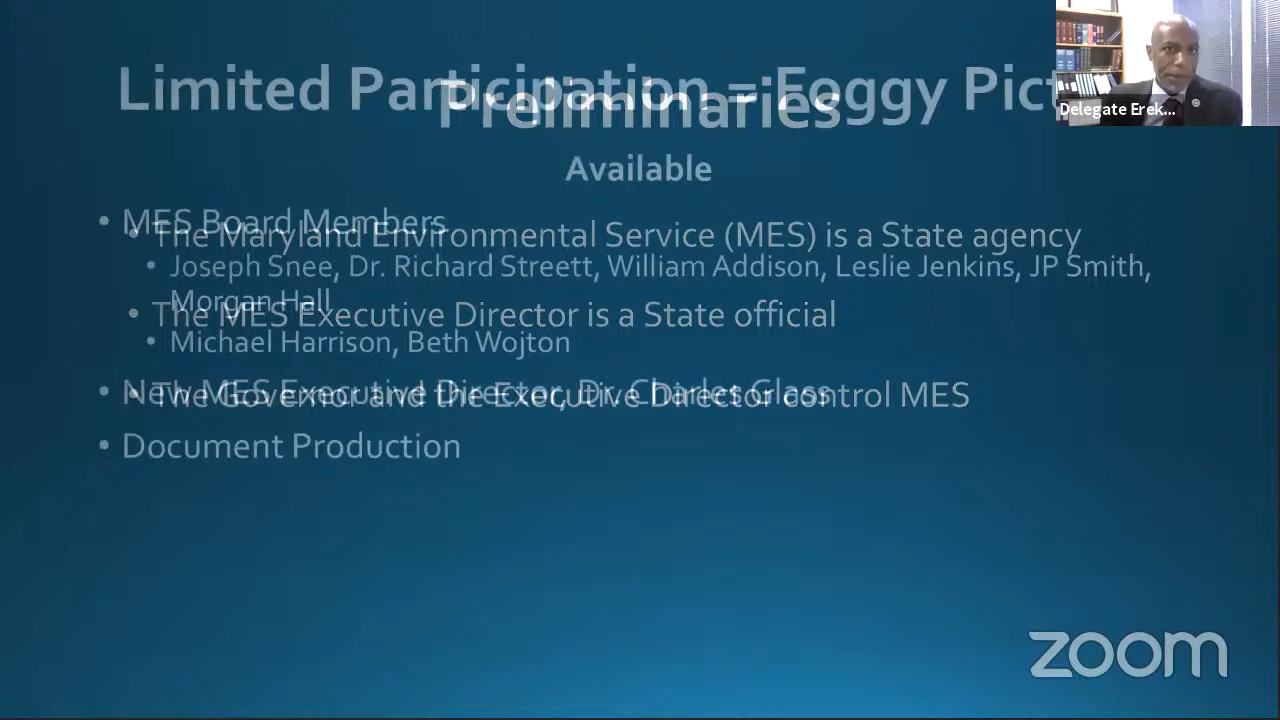 Limited Participation = Foggy Pict
Preliminaries
Delegate Erek...
Available
• MES Board Members
• The Maryland Environmental Service (MES) is a State agency
• Joseph Snee, Dr. Richard Streett, William Addison, Leslie Jenkins, JP Smith,
Morgan Hall
• The MES Executive Director is a State official
• Michael Harrison, Beth Wojton
• New MES Executive Director, Dr. Charles Glass
• The Governor and the Executive Director control MES
• Document Production
zoom